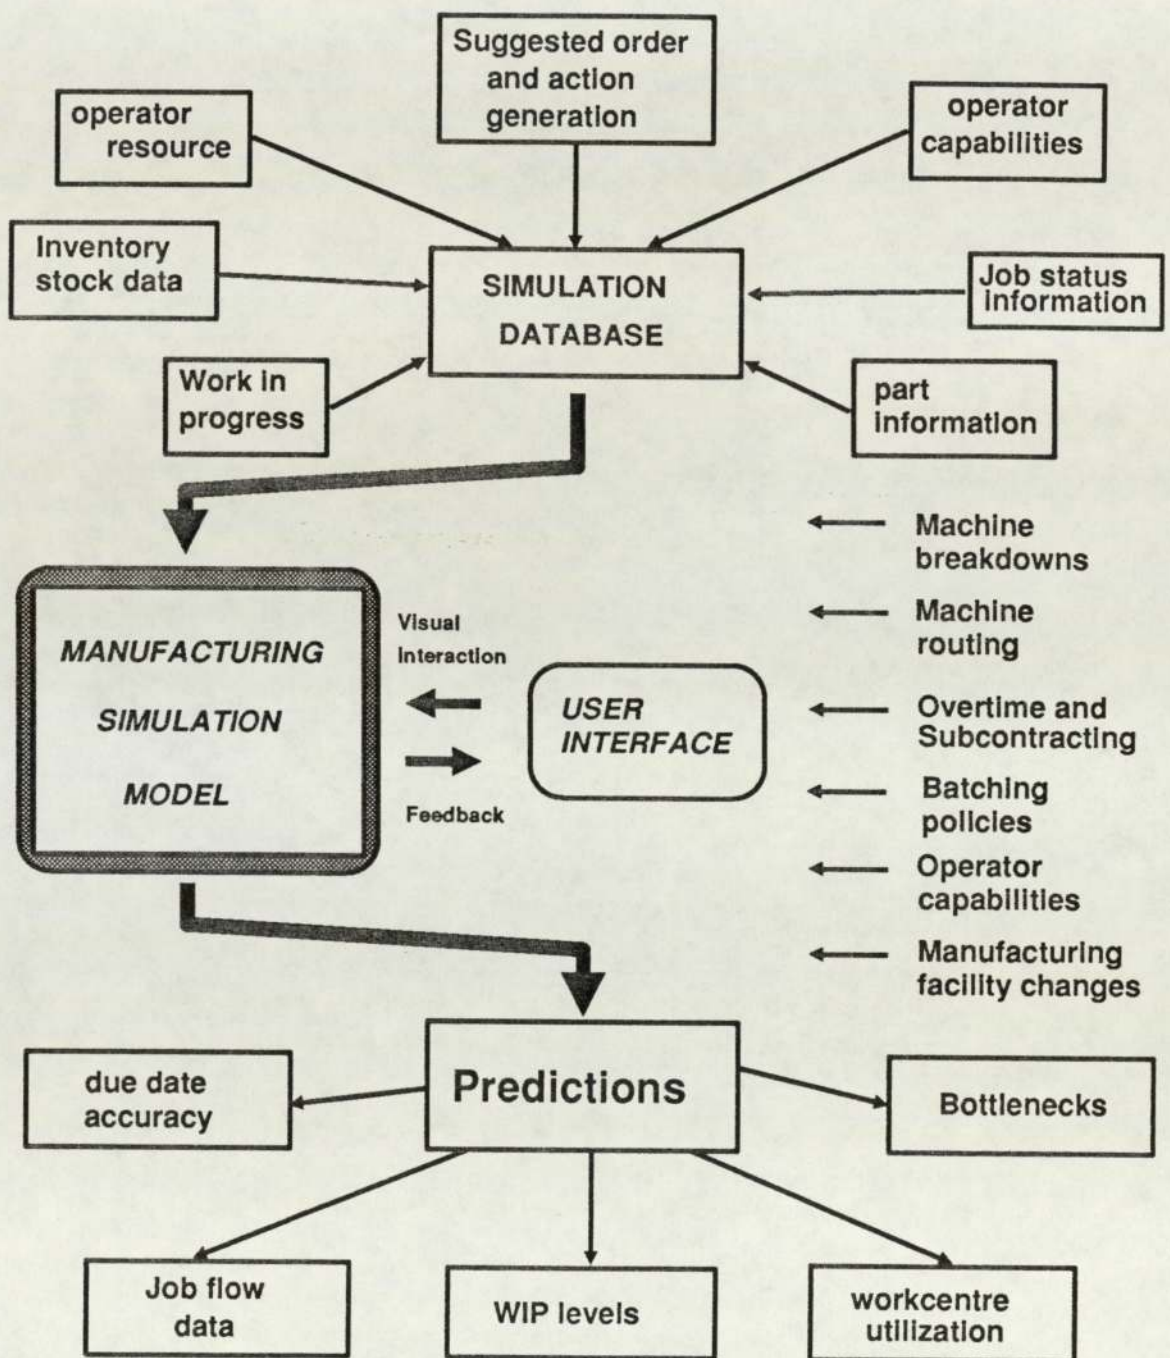 Suggested order
and action
generation
operator
resource
operator
capabilities
Inventory
stock data
SIMULATION
DATABASE
Job status
information
Work in
progress
part
information
Machine
breakdowns
Machine
routing
Overtime and
Subcontracting
Batching
policies
Operator
capabilities
Manufacturing
facility changes
MANUFACTURING
SIMULATION
MODEL
Visual
Interaction
Feedback
USER
INTERFACE
Predictions
due date
accuracy
Bottlenecks
Job flow
data
WIP levels
workcentre
utilization